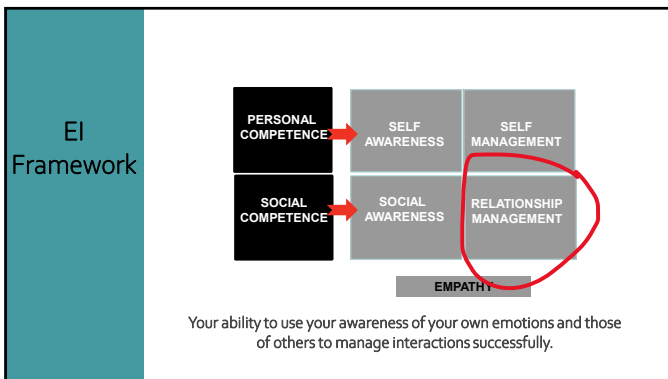 EI
Framework
PERSONAL
COMPETENCE
SELF
AWARENESS
SELF
MANAGEMENT
SOCIAL
COMPETENCE
SOCIAL
AWARENESS
RELATIONSHIP
MANAGEMENT
EMPATHY
Your ability to use your awareness of your own emotions and those
of others to manage interactions successfully.